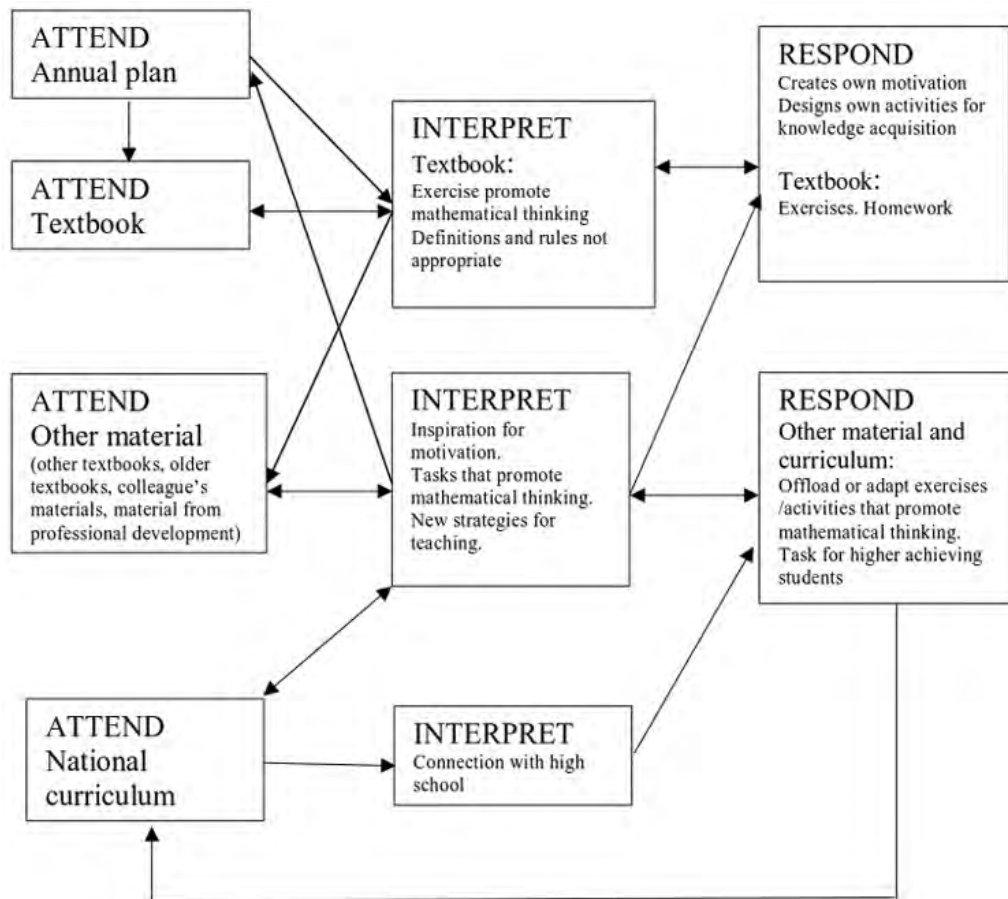 ATTEND
Annual plan
ATTEND
Textbook
INTERPRET
Textbook:
Exercise promote
mathematical thinking
Definitions and rules not
appropriate
RESPOND
Creates own motivation
Designs own activities for
knowledge acquisition
Textbook:
Exercises. Homework
ATTEND
Other material
(other textbooks, older
textbooks, colleague's
materials, material from
professional development)
INTERPRET
Inspiration for
motivation.
Tasks that promote
mathematical thinking.
New strategies for
teaching.
RESPOND
Other material and
curriculum:
Offload or adapt exercises
/activities that promote
mathematical thinking.
Task for higher achieving
students
ATTEND
National
curriculum
INTERPRET
Connection with high
school